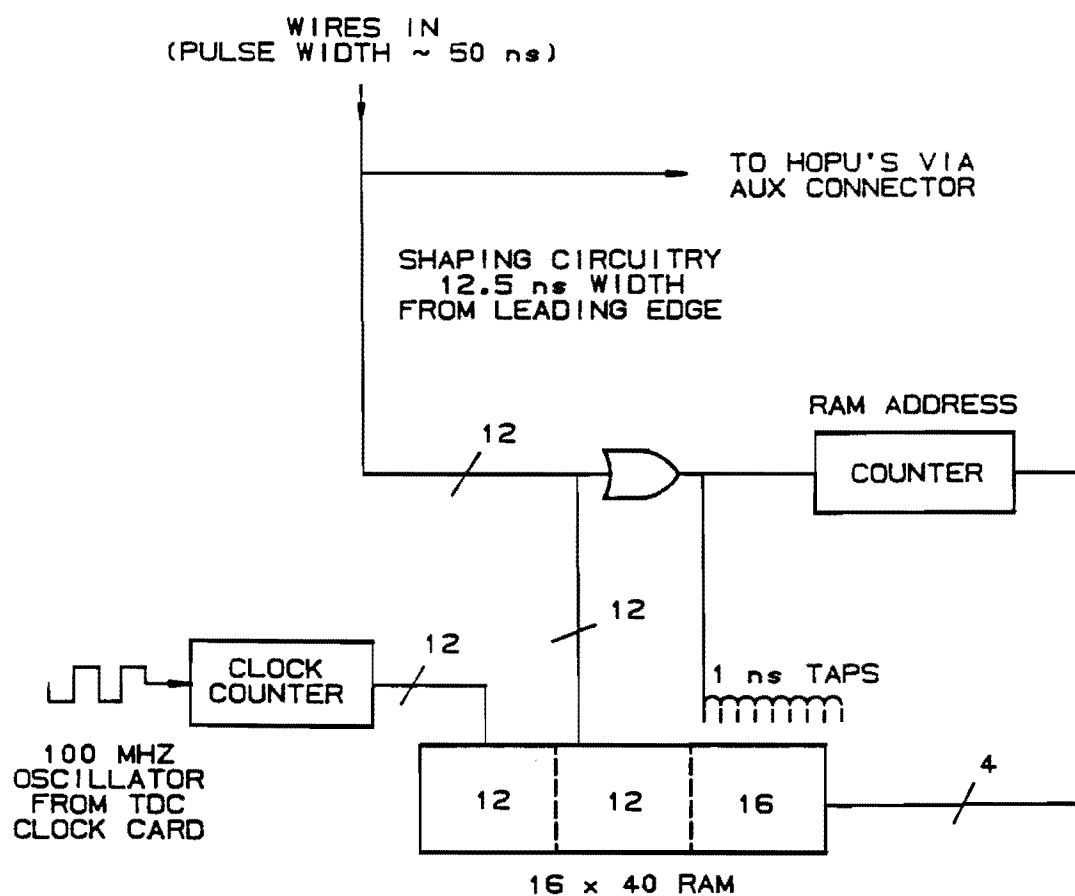 WIRES IN
(PULSE WIDTH ~ 50 ns)
TO HOPU'S VIA
AUX CONNECTOR
SHAPING CIRCUITRY
12.5 ns WIDTH
FROM LEADING EDGE
RAM ADDRESS
12
COUNTER
12
12
CLOCK
COUNTER
1 ns TAPS
100 MHZ
OSCILLATOR
FROM TDC
CLOCK CARD
12
12
16
4
16 x 40 RAM